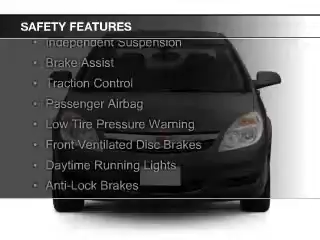 SAFETY FEATURES
• Independent Suspension
• Brake Assist
• Traction Control
• Passenger Airbag
• Low Tire Pressure Warning
• Front Ventilated Disc Brakes
• Daytime Running Lights
• Anti-Lock Brakes